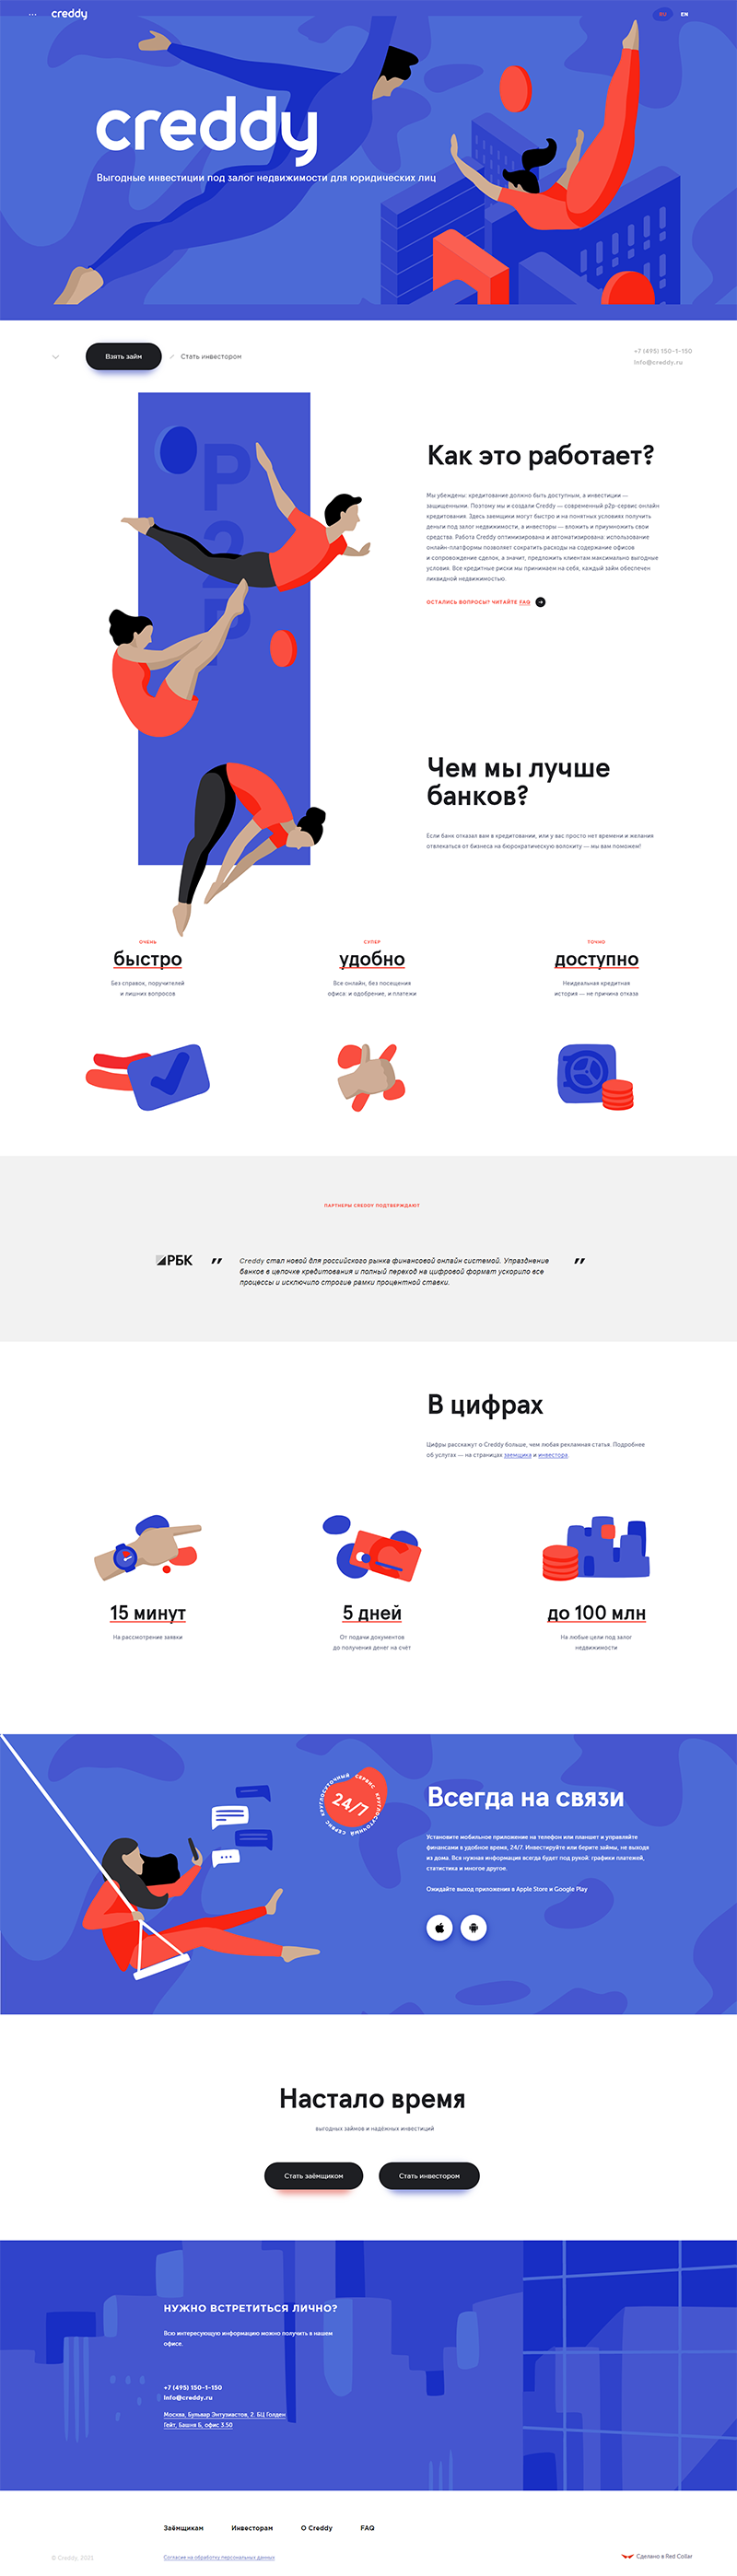 creddy
RU EN
creddy
Выгодные инвестиции под залог недвижимости для юридических лиц
Взять займ
Стать инвестором
+7 (495) 150-1-150
info@creddy.ru
P
2
P
Как это работает?
Мы убеждены: кредитование должно быть доступным, а инвестиции —
защищенными. Поэтому мы и создали Creddy — современный p2p-сервис онлайн
кредитования. Здесь заемщики могут быстро и на понятных условиях получить
деньги под залог недвижимости, а инвесторы — вложить и приумножить свои
средства. Работа Creddy оптимизирована и автоматизирована: использование
онлайн-платформы позволяет сократить расходы на содержание офисов
и сопровождение сделок, а значит, предложить клиентам максимально выгодные
условия. Все кредитные риски мы принимаем на себя, каждый займ обеспечен
ликвидной недвижимостью.
ОСТАЛИСЬ ВОПРОСЫ? ЧИТАЙТЕ FAQ
Чем мы лучше
банков?
Если банк отказал вам в кредитовании, или у вас просто нет времени и желания
отвлекаться от бизнеса на бюрократическую волокиту — мы вам поможем!
ОЧЕНЬ
быстро
Без справок, поручителей
и лишних вопросов
СУПЕР
удобно
Все онлайн, без посещения
офиса: и одобрение, и платежи
ТОЧНО
доступно
Неидеальная кредитная
история — не причина отказа
ПАРТНЕРЫ CREDDY ПОДТВЕРЖДАЮТ
РБК
Creddy стал новой для российского рынка финансовой онлайн системой. Упразднение
банков в цепочке кредитования и полный переход на цифровой формат ускорило все
процессы и исключило строгие рамки процентной ставки.
В цифрах
Цифры расскажут о Creddy больше, чем любая рекламная статья. Подробнее
об услугах — на страницах заемщика и инвестора.
15 минут
На рассмотрение заявки
5 дней
От подачи документов
до получения денег на счёт
до 100 млн
На любые цели под залог
недвижимости
КРУГЛОСУТОЧНЫЙ СЕРВИС КРУГЛОСУТОЧНЫЙ СЕРВИС
24/7
Всегда на связи
Установите мобильное приложение на телефон или планшет и управляйте
финансами в удобное время, 24/7. Инвестируйте или берите займы, не выходя
из дома. Вся нужная информация всегда будет под рукой: графики платежей,
статистика и многое другое.
Ожидайте выход приложения в Apple Store и Google Play
Настало время
выгодных займов и надежных инвестиций
Стать заёмщиком
Стать инвестором
НУЖНО ВСТРЕТИТЬСЯ ЛИЧНО?
Всю интересующую информацию можно получить в нашем
офисе.
+7 (495) 150-1-150
info@creddy.ru
Москва, Бульвар Энтузиастов, 2. БЦ Голден
Гейт, Башня Б, офис 3.50
Заёмщикам
Инвесторам
О Creddy
FAQ
© Creddy, 2021
Согласие на обработку персональных данных
Сделано в Red Collar